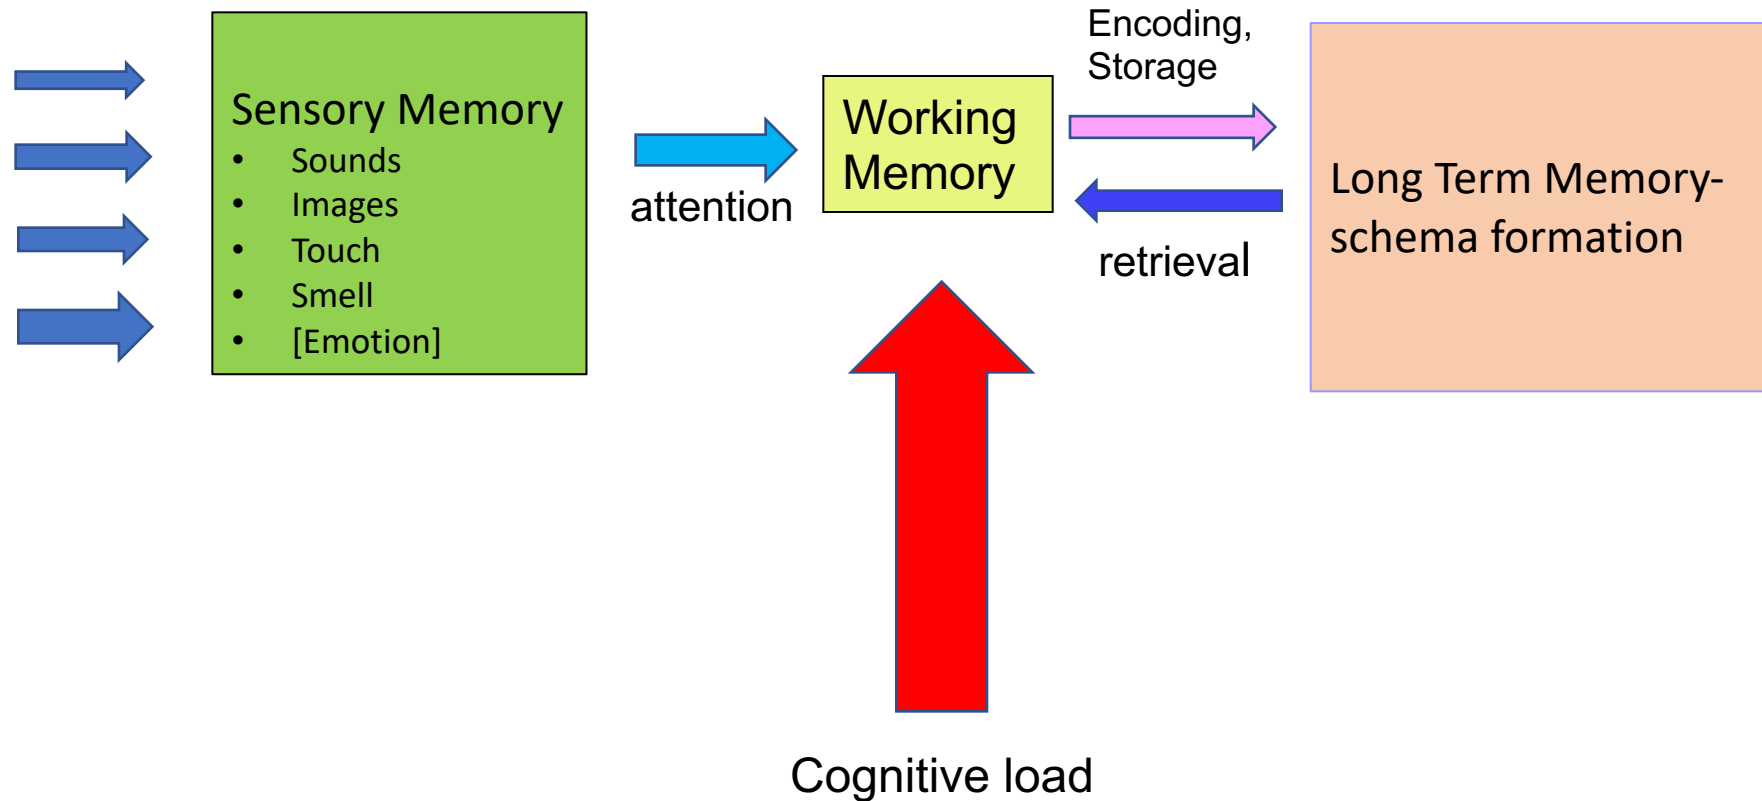 Sensory Memory
• Sounds
• Images
• Touch
• Smell
• [Emotion]
attention
Working
Memory
Encoding,
Storage
retrieval
Long Term Memory-
schema formation
Cognitive load